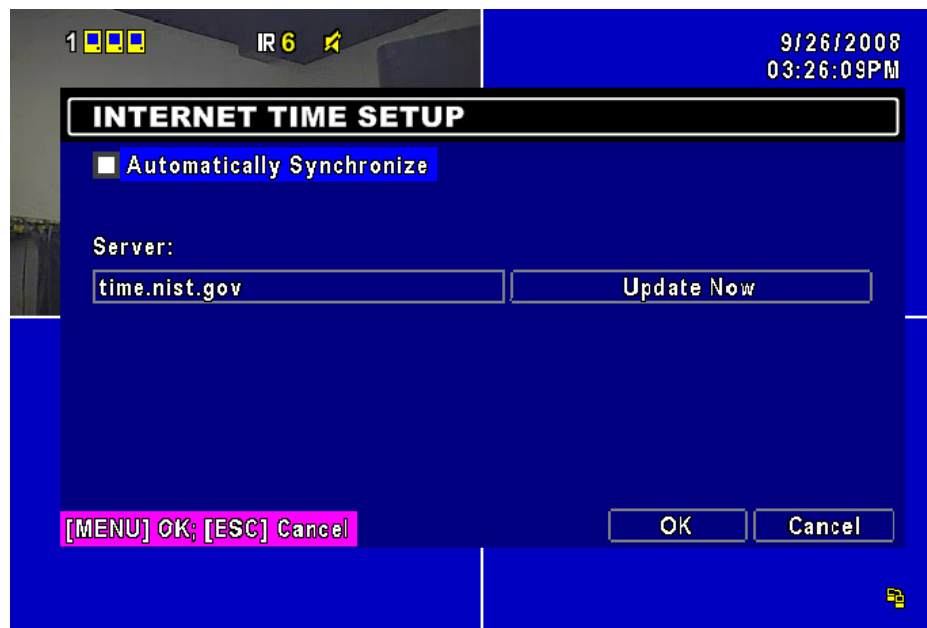 1 IR 6 9/26/2008
03:26:09PM
INTERNET TIME SETUP
Automatically Synchronize
Server:
time.nist.gov Update Now
[MENU] OK; [ESC] Cancel OK Cancel